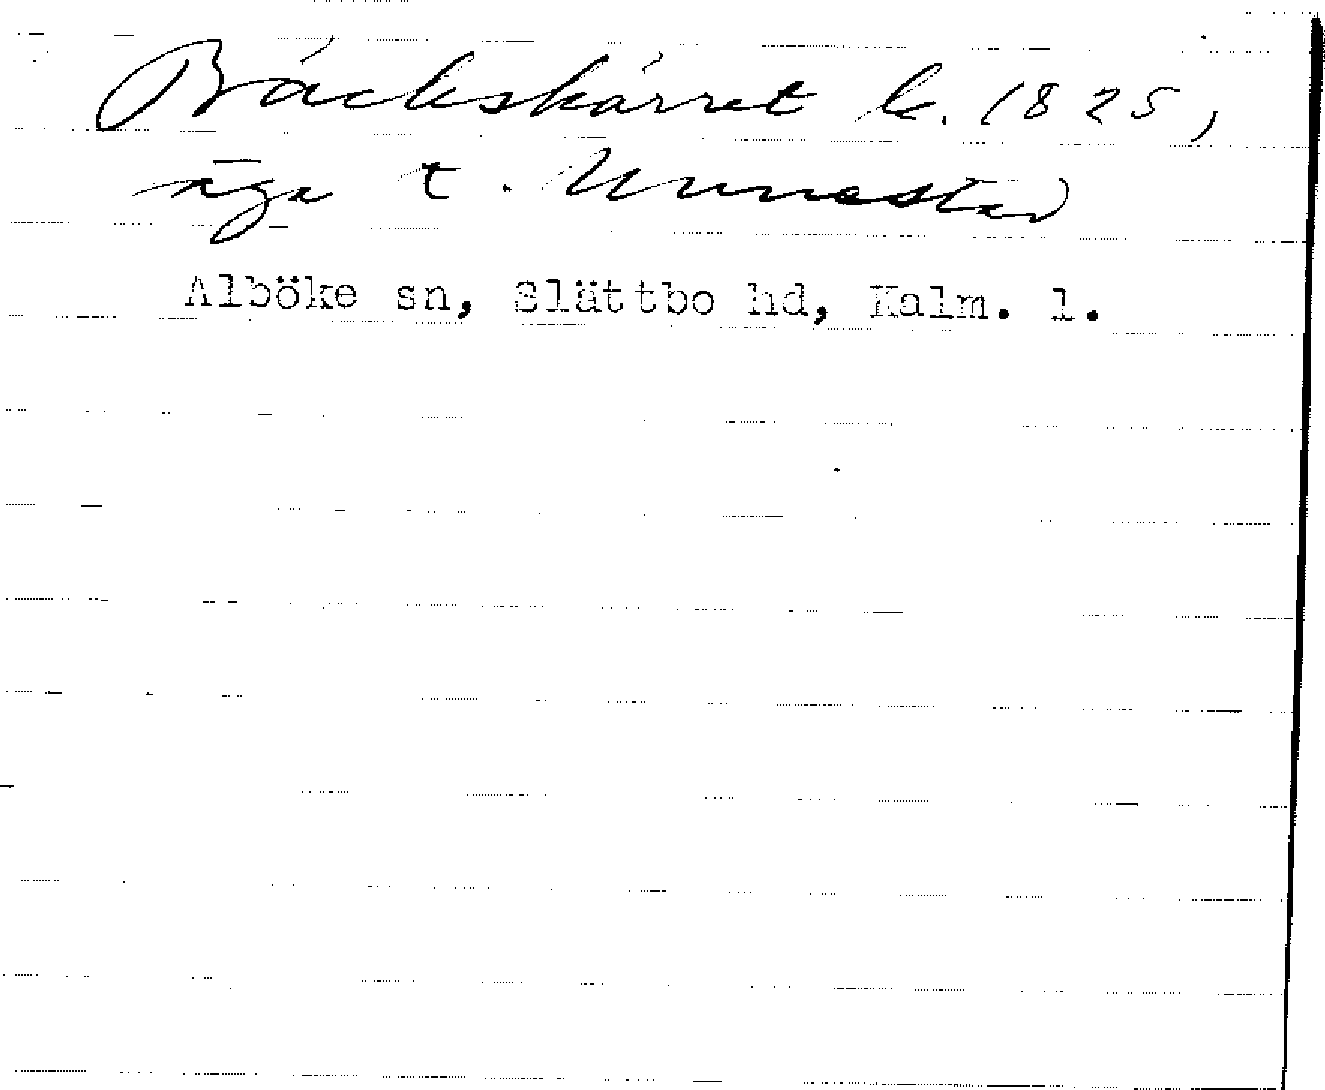 Bäckskärret k. 1825,
äga t. Unnestad
Alböke sn, Slättbo hd, Kalm. l.